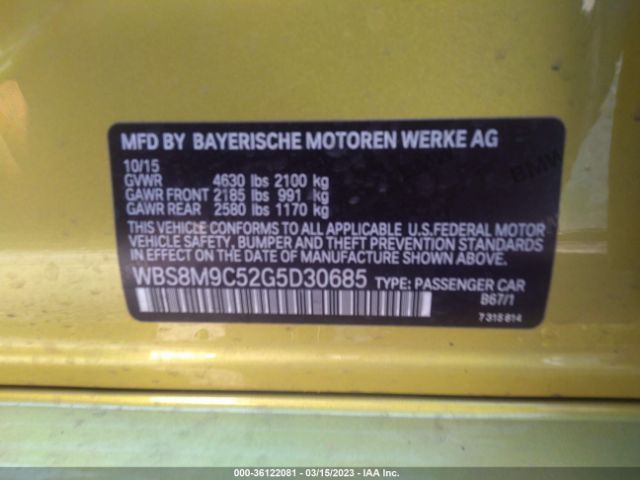 MFD BY BAYERISCHE MOTOREN WERKE AG
10/15
GVWR 4630 lbs 2100 kg
GAWR FRONT 2185 lbs 991 kg
GAWR REAR 2580 lbs 1170 kg
THIS VEHICLE CONFORMS TO ALL APPLICABLE U.S.FEDERAL MOTOR
VEHICLE SAFETY, BUMPER AND THEFT PREVENTION STANDARDS
IN EFFECT ON THE DATE OF MANUFACTURE SHOWN ABOVE.
WBS8M9C52G5D30685 TYPE: PASSENGER CAR
B67/1
7315814
BMW
000-36122081 - 03/15/2023 - IAA Inc.